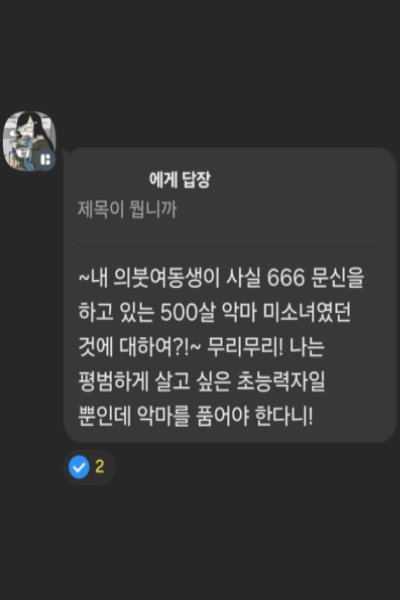 에게 답장
제목이 뭡니까
~내 의붓여동생이 사실 666 문신을
하고 있는 500살 악마 미소녀였던
것에 대하여?!~ 무리무리! 나는
평범하게 살고 싶은 초능력자일
뿐인데 악마를 품어야 한다니!
2